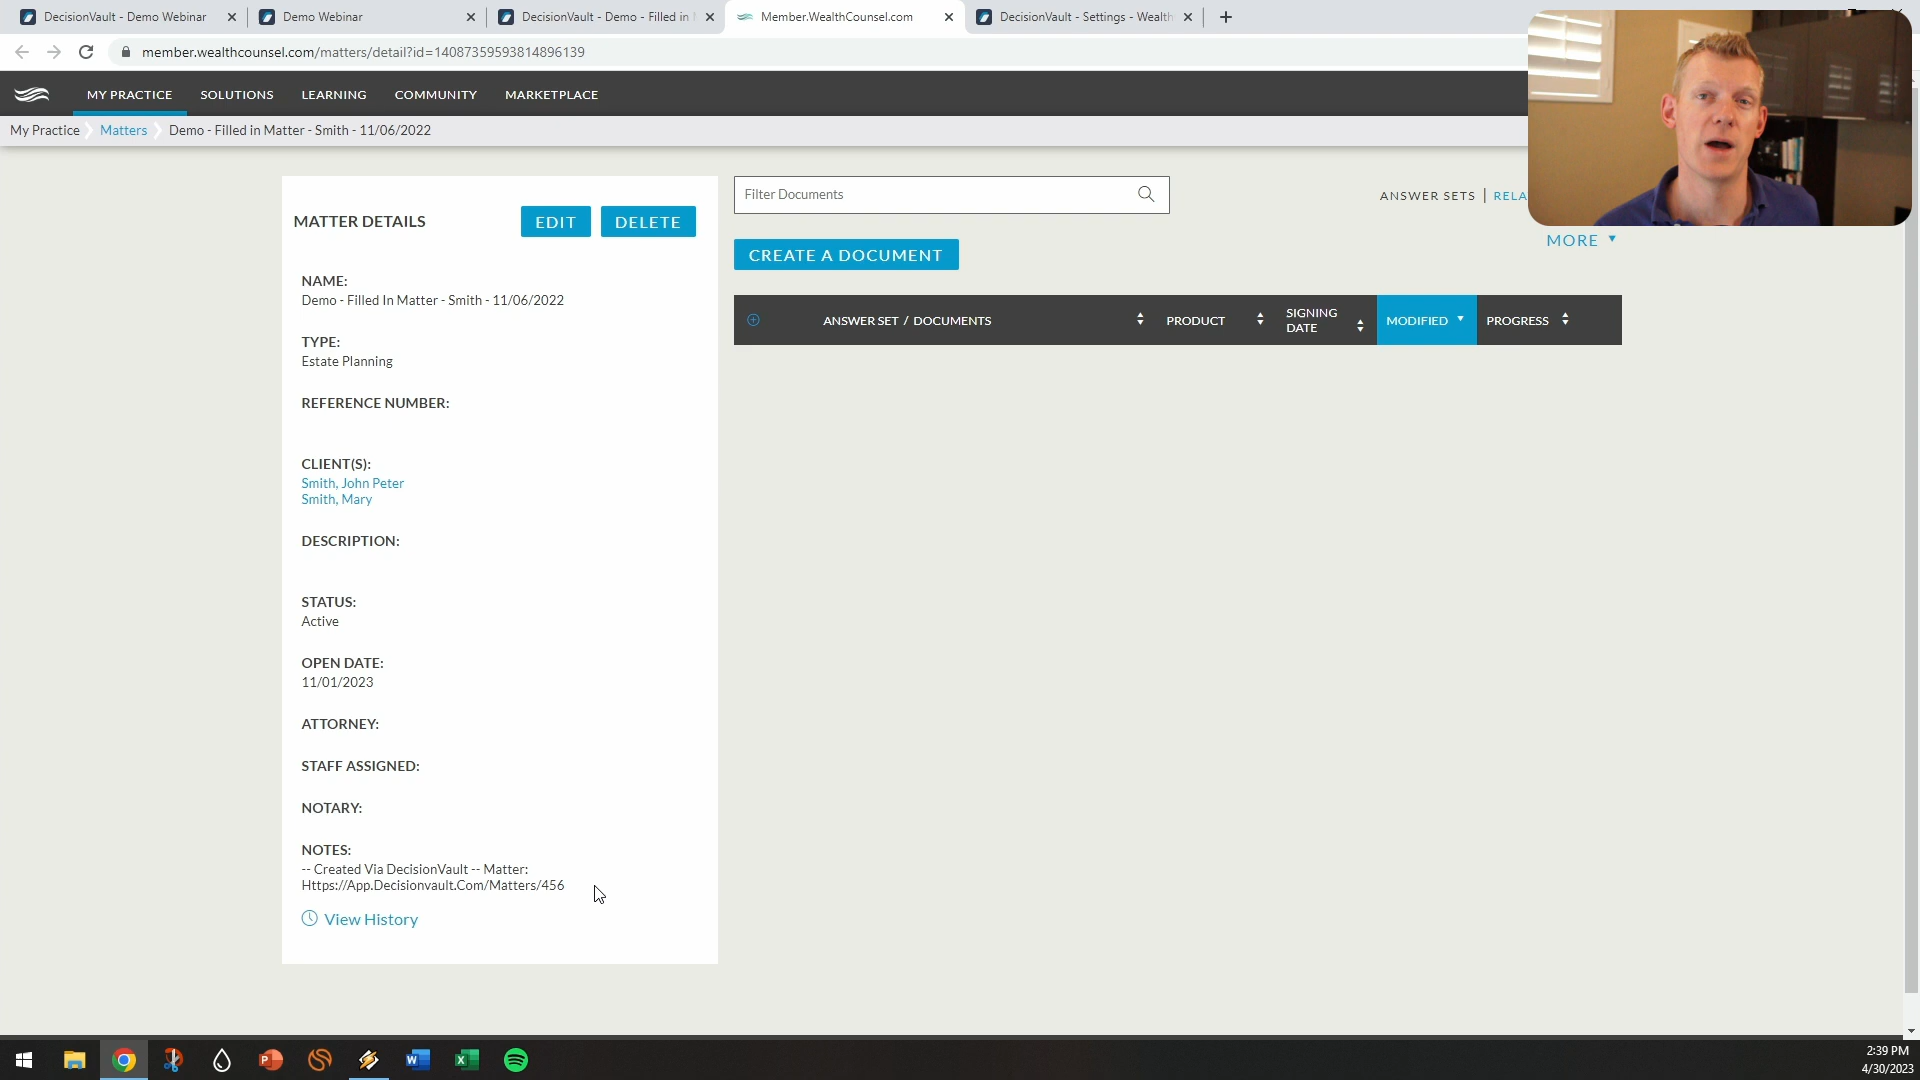 DecisionVault - Demo Webinar
Demo Webinar
DecisionVault - Demo - Filled in
Member.WealthCounsel.com
DecisionVault - Settings - Wealth
member.wealthcounsel.com/matters/detail?id=14087359593814896139
MY PRACTICE
SOLUTIONS
LEARNING
COMMUNITY
MARKETPLACE
My Practice
Matters
Demo - Filled in Matter - Smith - 11/06/2022
MATTER DETAILS
EDIT
DELETE
NAME:
Demo - Filled In Matter - Smith - 11/06/2022
TYPE:
Estate Planning
REFERENCE NUMBER:
CLIENT(S):
Smith, John Peter
Smith, Mary
DESCRIPTION:
STATUS:
Active
OPEN DATE:
11/01/2023
ATTORNEY:
STAFF ASSIGNED:
NOTARY:
NOTES:
-- Created Via DecisionVault -- Matter:
Https://App.Decisionvault.Com/Matters/456
View History
Filter Documents
ANSWER SETS |
MORE
CREATE A DOCUMENT
ANSWER SET / DOCUMENTS
PRODUCT
SIGNING
DATE
MODIFIED
PROGRESS
2:39 PM
4/30/2023